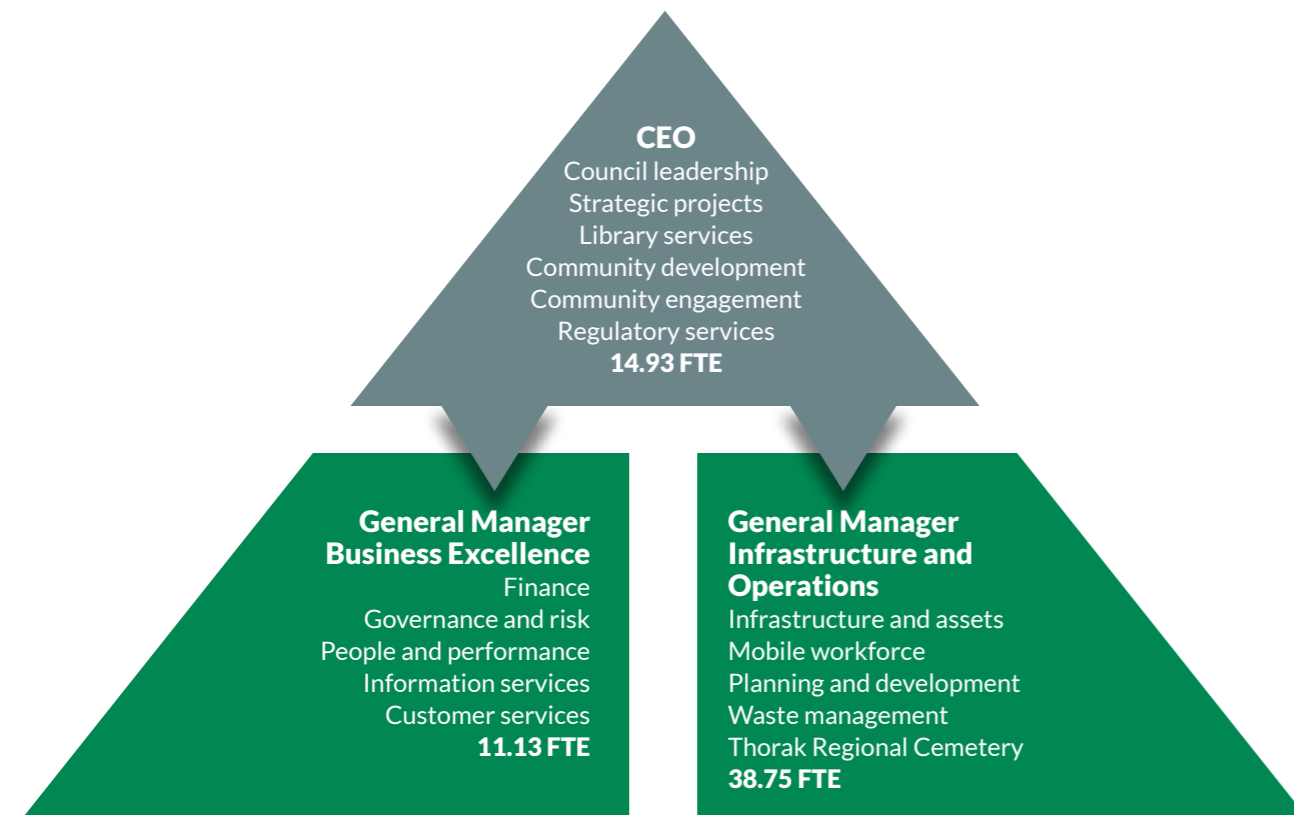 CEO
Council leadership
Strategic projects
Library services
Community development
Community engagement
Regulatory services
14.93 FTE
General Manager
Business Excellence
Finance
Governance and risk
People and performance
Information services
Customer services
11.13 FTE
General Manager
Infrastructure and
Operations
Infrastructure and assets
Mobile workforce
Planning and development
Waste management
Thorak Regional Cemetery
38.75 FTE